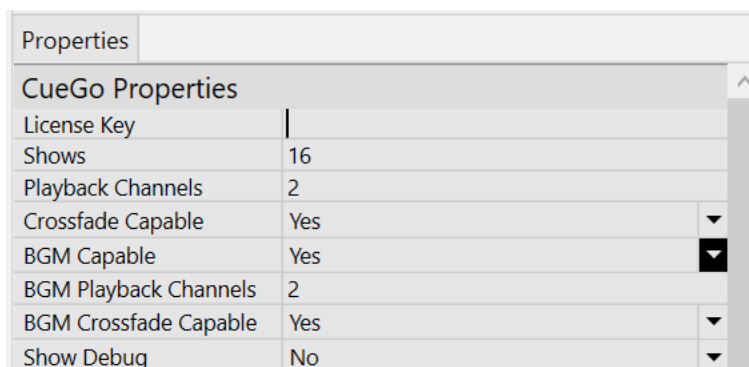 Properties
CueGo Properties
License Key
Shows 16
Playback Channels 2
Crossfade Capable Yes
BGM Capable Yes
BGM Playback Channels 2
BGM Crossfade Capable Yes
Show Debug No